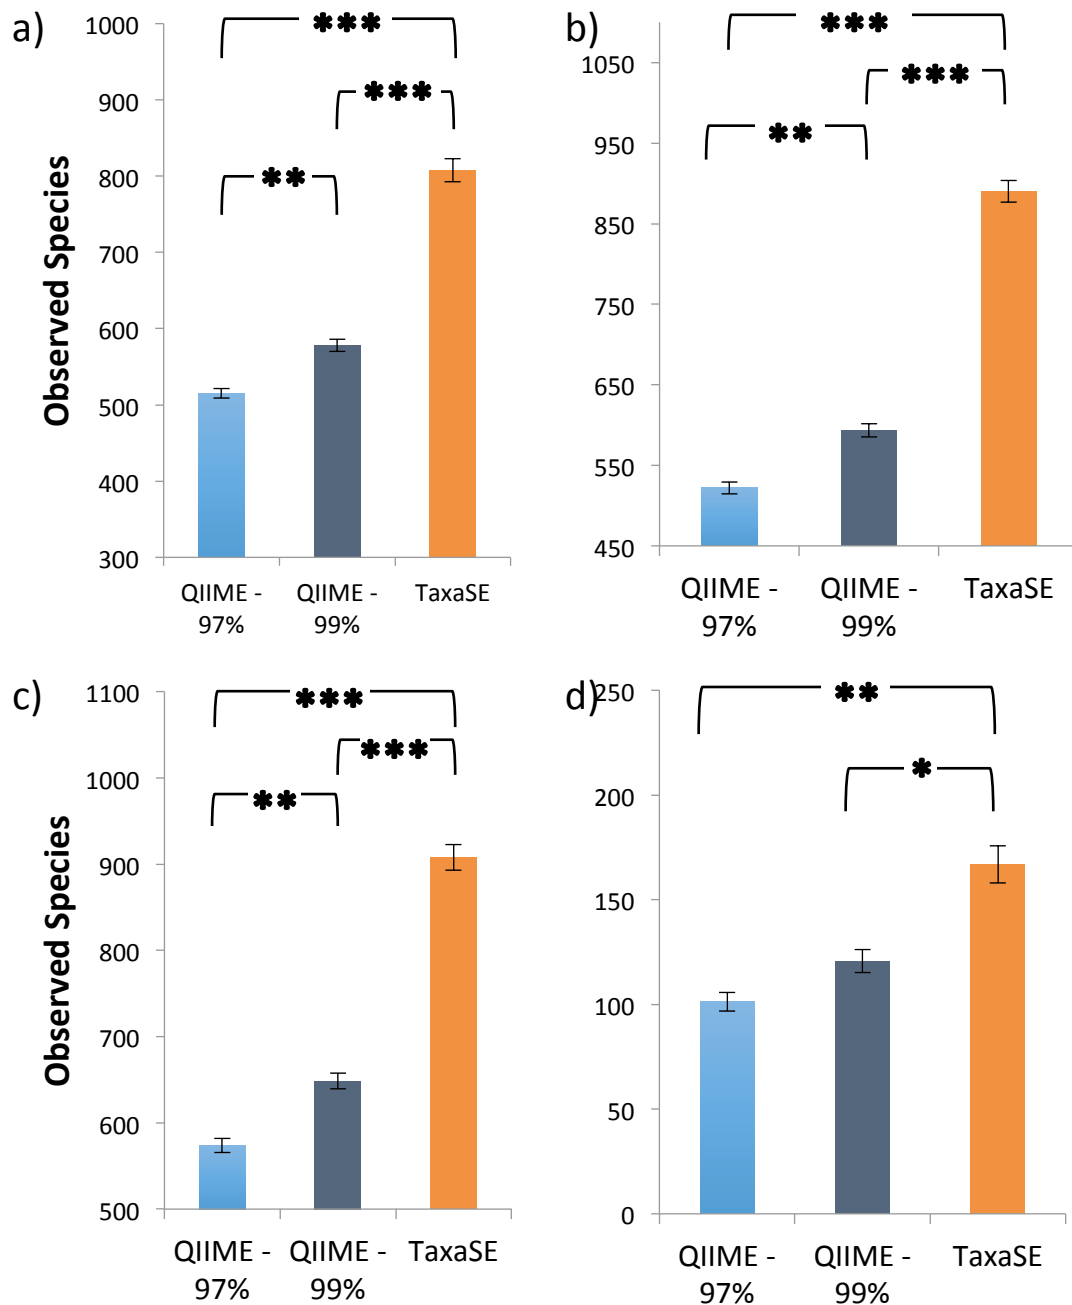 a)
1000
900
800
700
600
500
400
300
Observed Species
✱✱✱
✱✱✱
✱✱
QIIME - 97%
QIIME - 99%
TaxaSE
b)
1050
950
850
750
650
550
450
✱✱✱
✱✱✱
✱✱
QIIME - 97%
QIIME - 99%
TaxaSE
c)
1100
1000
900
800
700
600
500
Observed Species
✱✱✱
✱✱✱
✱✱
QIIME - 97%
QIIME - 99%
TaxaSE
d)
250
200
150
100
50
0
✱✱
✱
QIIME - 97%
QIIME - 99%
TaxaSE